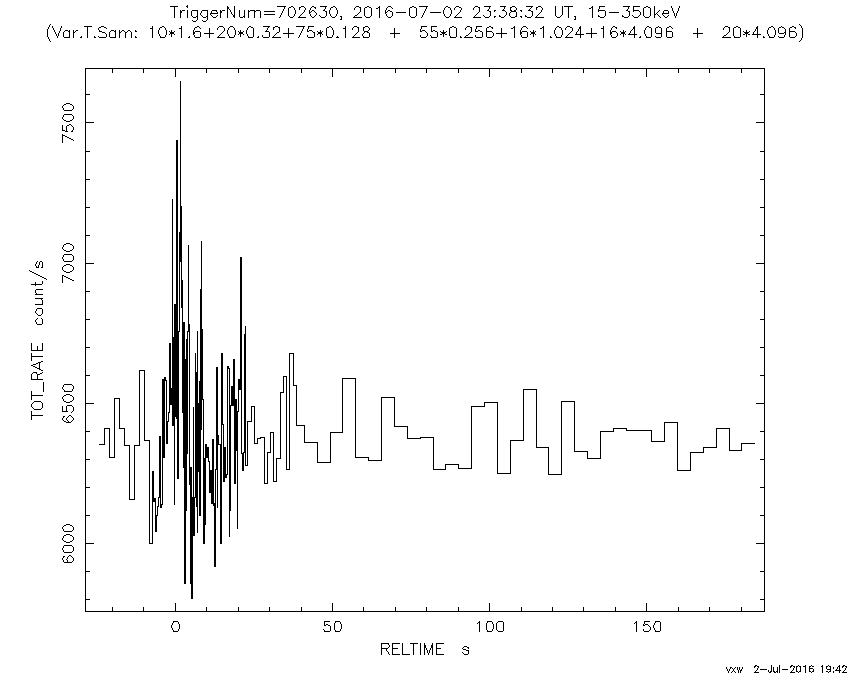 TriggerNum=702630, 2016-07-02 23:38:32 UT, 15-350keV
(Var.T.Sam: 10*1.6+20*0.32+75*0.128 + 55*0.256+16*1.024+16*4.096 + 20*4.096)
7500
7000
6500
6000
TOT_RATE count/s
0 50 100 150
RELTIME s
vxw 2-Jul-2016 19:42